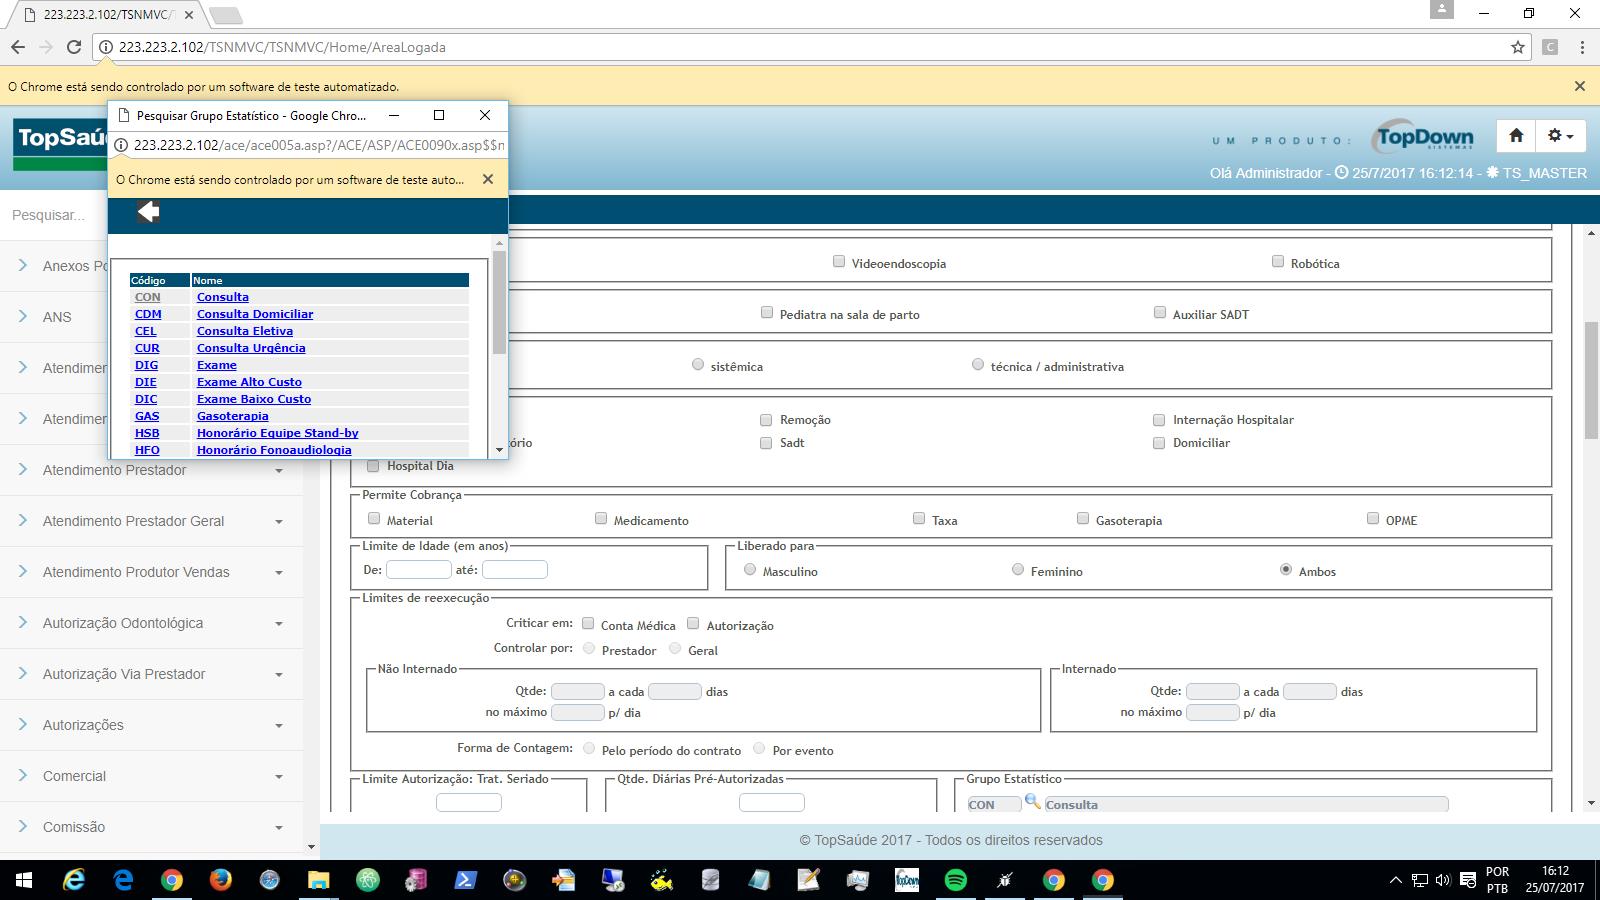 223.223.2.102/TSNMVC/T
223.223.2.102/TSNMVC/TSNMVC/Home/AreaLogada
C
O Chrome está sendo controlado por um software de teste automatizado.
TopSaúd
UM PRODUTO:
TopDown
SISTEMAS
Olá Administrador - 25/7/2017 16:12:14 - TS_MASTER
Pesquisar...
Anexos Po
ANS
Atendimen
Atendimen
Atendimento Prestador
Atendimento Prestador Geral
Atendimento Produtor Vendas
Autorização Odontológica
Autorização Via Prestador
Autorizações
Comercial
Comissão
Pesquisar Grupo Estatístico - Google Chro...
223.223.2.102/ace/ace005a.asp?/ACE/ASP/ACE0090x.asp$$n
O Chrome está sendo controlado por um software de teste auto...
Código Nome
CON Consulta
CDM Consulta Domiciliar
CEL Consulta Eletiva
CUR Consulta Urgência
DIG Exame
DIE Exame Alto Custo
DIC Exame Baixo Custo
GAS Gasoterapia
HSB Honorário Equipe Stand-by
HFO Honorário Fonoaudiologia
Videoendoscopia Robótica
Pediatra na sala de parto Auxiliar SADT
sistêmica técnica / administrativa
Remoção Internação Hospitalar
ório Sadt Domiciliar
Hospital Dia
Permite Cobrança
Material Medicamento Taxa Gasoterapia OPME
Limite de Idade (em anos) Liberado para
De: até: Masculino Feminino Ambos
Limites de reexecução
Criticar em: Conta Médica Autorização
Controlar por: Prestador Geral
Não Internado Internado
Qtde: a cada dias Qtde: a cada dias
no máximo p/ dia no máximo p/ dia
Forma de Contagem: Pelo período do contrato Por evento
Limite Autorização: Trat. Seriado Qtde. Diárias Pré-Autorizadas Grupo Estatístico
CON Consulta
© TopSaúde 2017 - Todos os direitos reservados
TopDown
POR
PTB
16:12
25/07/2017